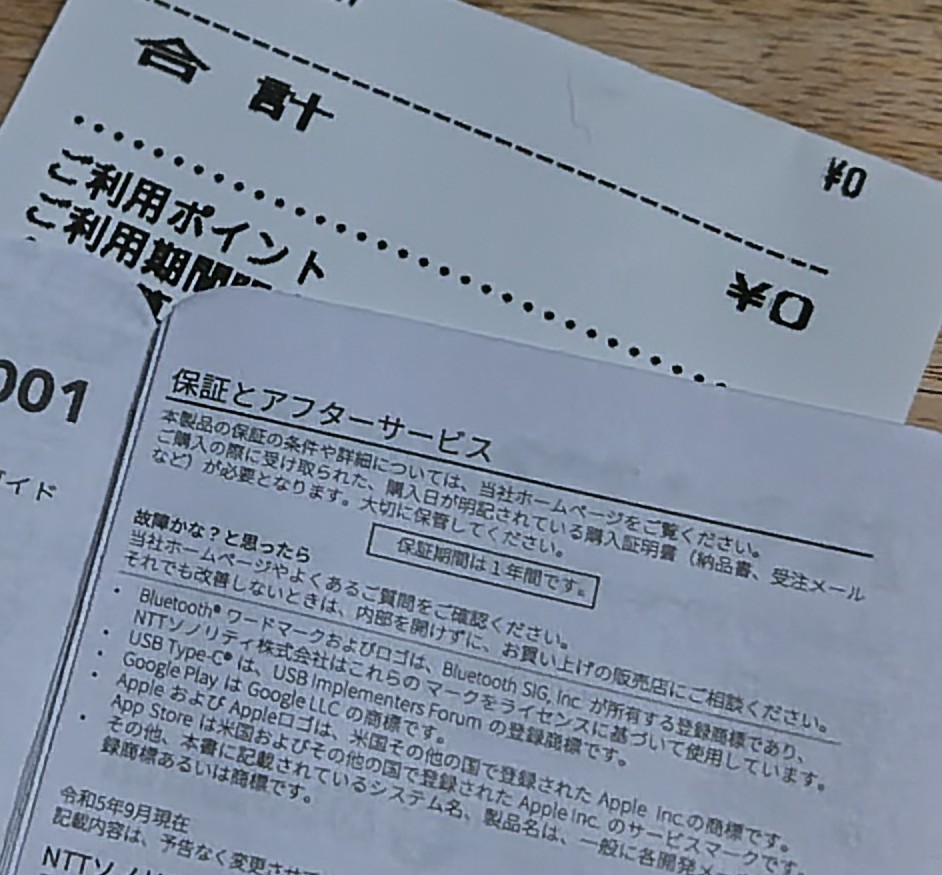 合 計
¥0
¥0
ご利用ポイント
ご利用期間
001
イド
保証とアフターサービス
本製品の保証の条件や詳細については、当社ホームページをご覧ください。
ご購入の際に受け取られた、購入日が明記されている購入証明書（納品書、受注メール
など）が必要となります。大切に保管してください。
保証期間は1年間です。
故障かな？と思ったら
当社ホームページやよくあるご質問をご確認ください。
それでも改善しないときは、内部を開けずに、お買い上げの販売店にご相談ください。
・ Bluetooth® ワードマークおよびロゴは、Bluetooth SIG, Inc. が所有する登録商標であり、
NTTソノリティ株式会社はこれらの マークをライセンスに基づいて使用しています。
・ USB Type-C® は、USB Implementers Forum の登録商標です。
Google Play は Google LLC の商標です。
・ Apple および Appleロゴは、米国その他の国で登録された Apple Inc.の商標です。
App Store は米国およびその他の国で登録された Apple Inc. のサービスマークです。
・ その他、本書に記載されているシステム名、製品名は、一般に各開発メ
録商標あるいは商標です。
令和5年9月現在
記載内容は、予告なく変更させ
NTTソノ